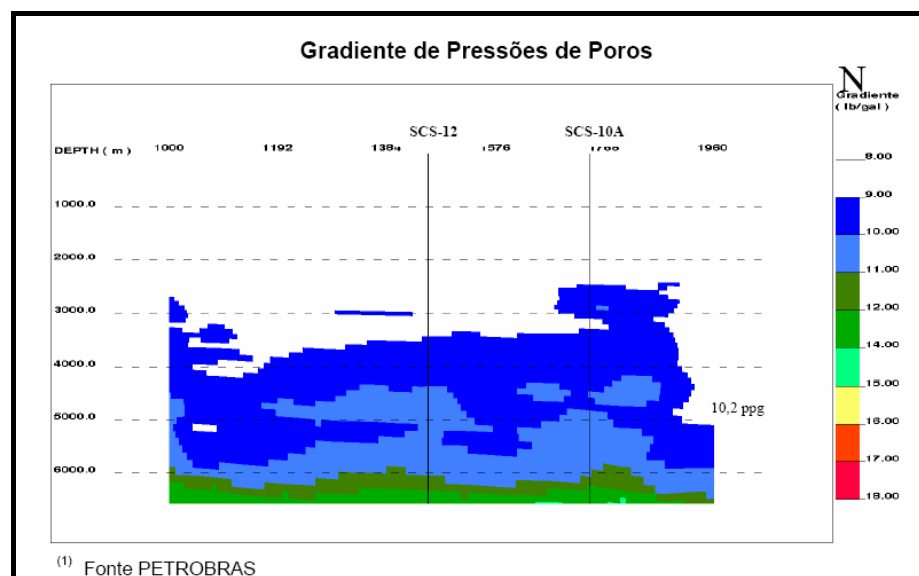 Gradiente de Pressões de Poros
N
Gradiente
( lb/gal )
SCS-12
SCS-10A
DEPTH ( m )
1000
1192
1384
1576
1768
1960
8.00
9.00
10.00
11.00
12.00
14.00
15.00
16.00
17.00
18.00
1000.0
2000.0
3000.0
4000.0
5000.0
6000.0
10,2 ppg
(1) Fonte PETROBRAS